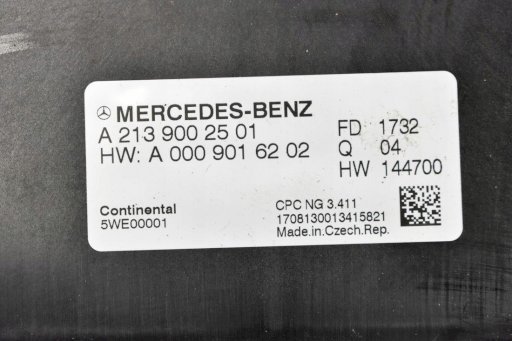 MERCEDES-BENZ
A 213 900 25 01
HW: A 000 901 62 02
FD 1732
Q 04
HW 144700
Continental
5WE00001
CPC NG 3.411
1708130013415821
Made.in.Czech.Rep.